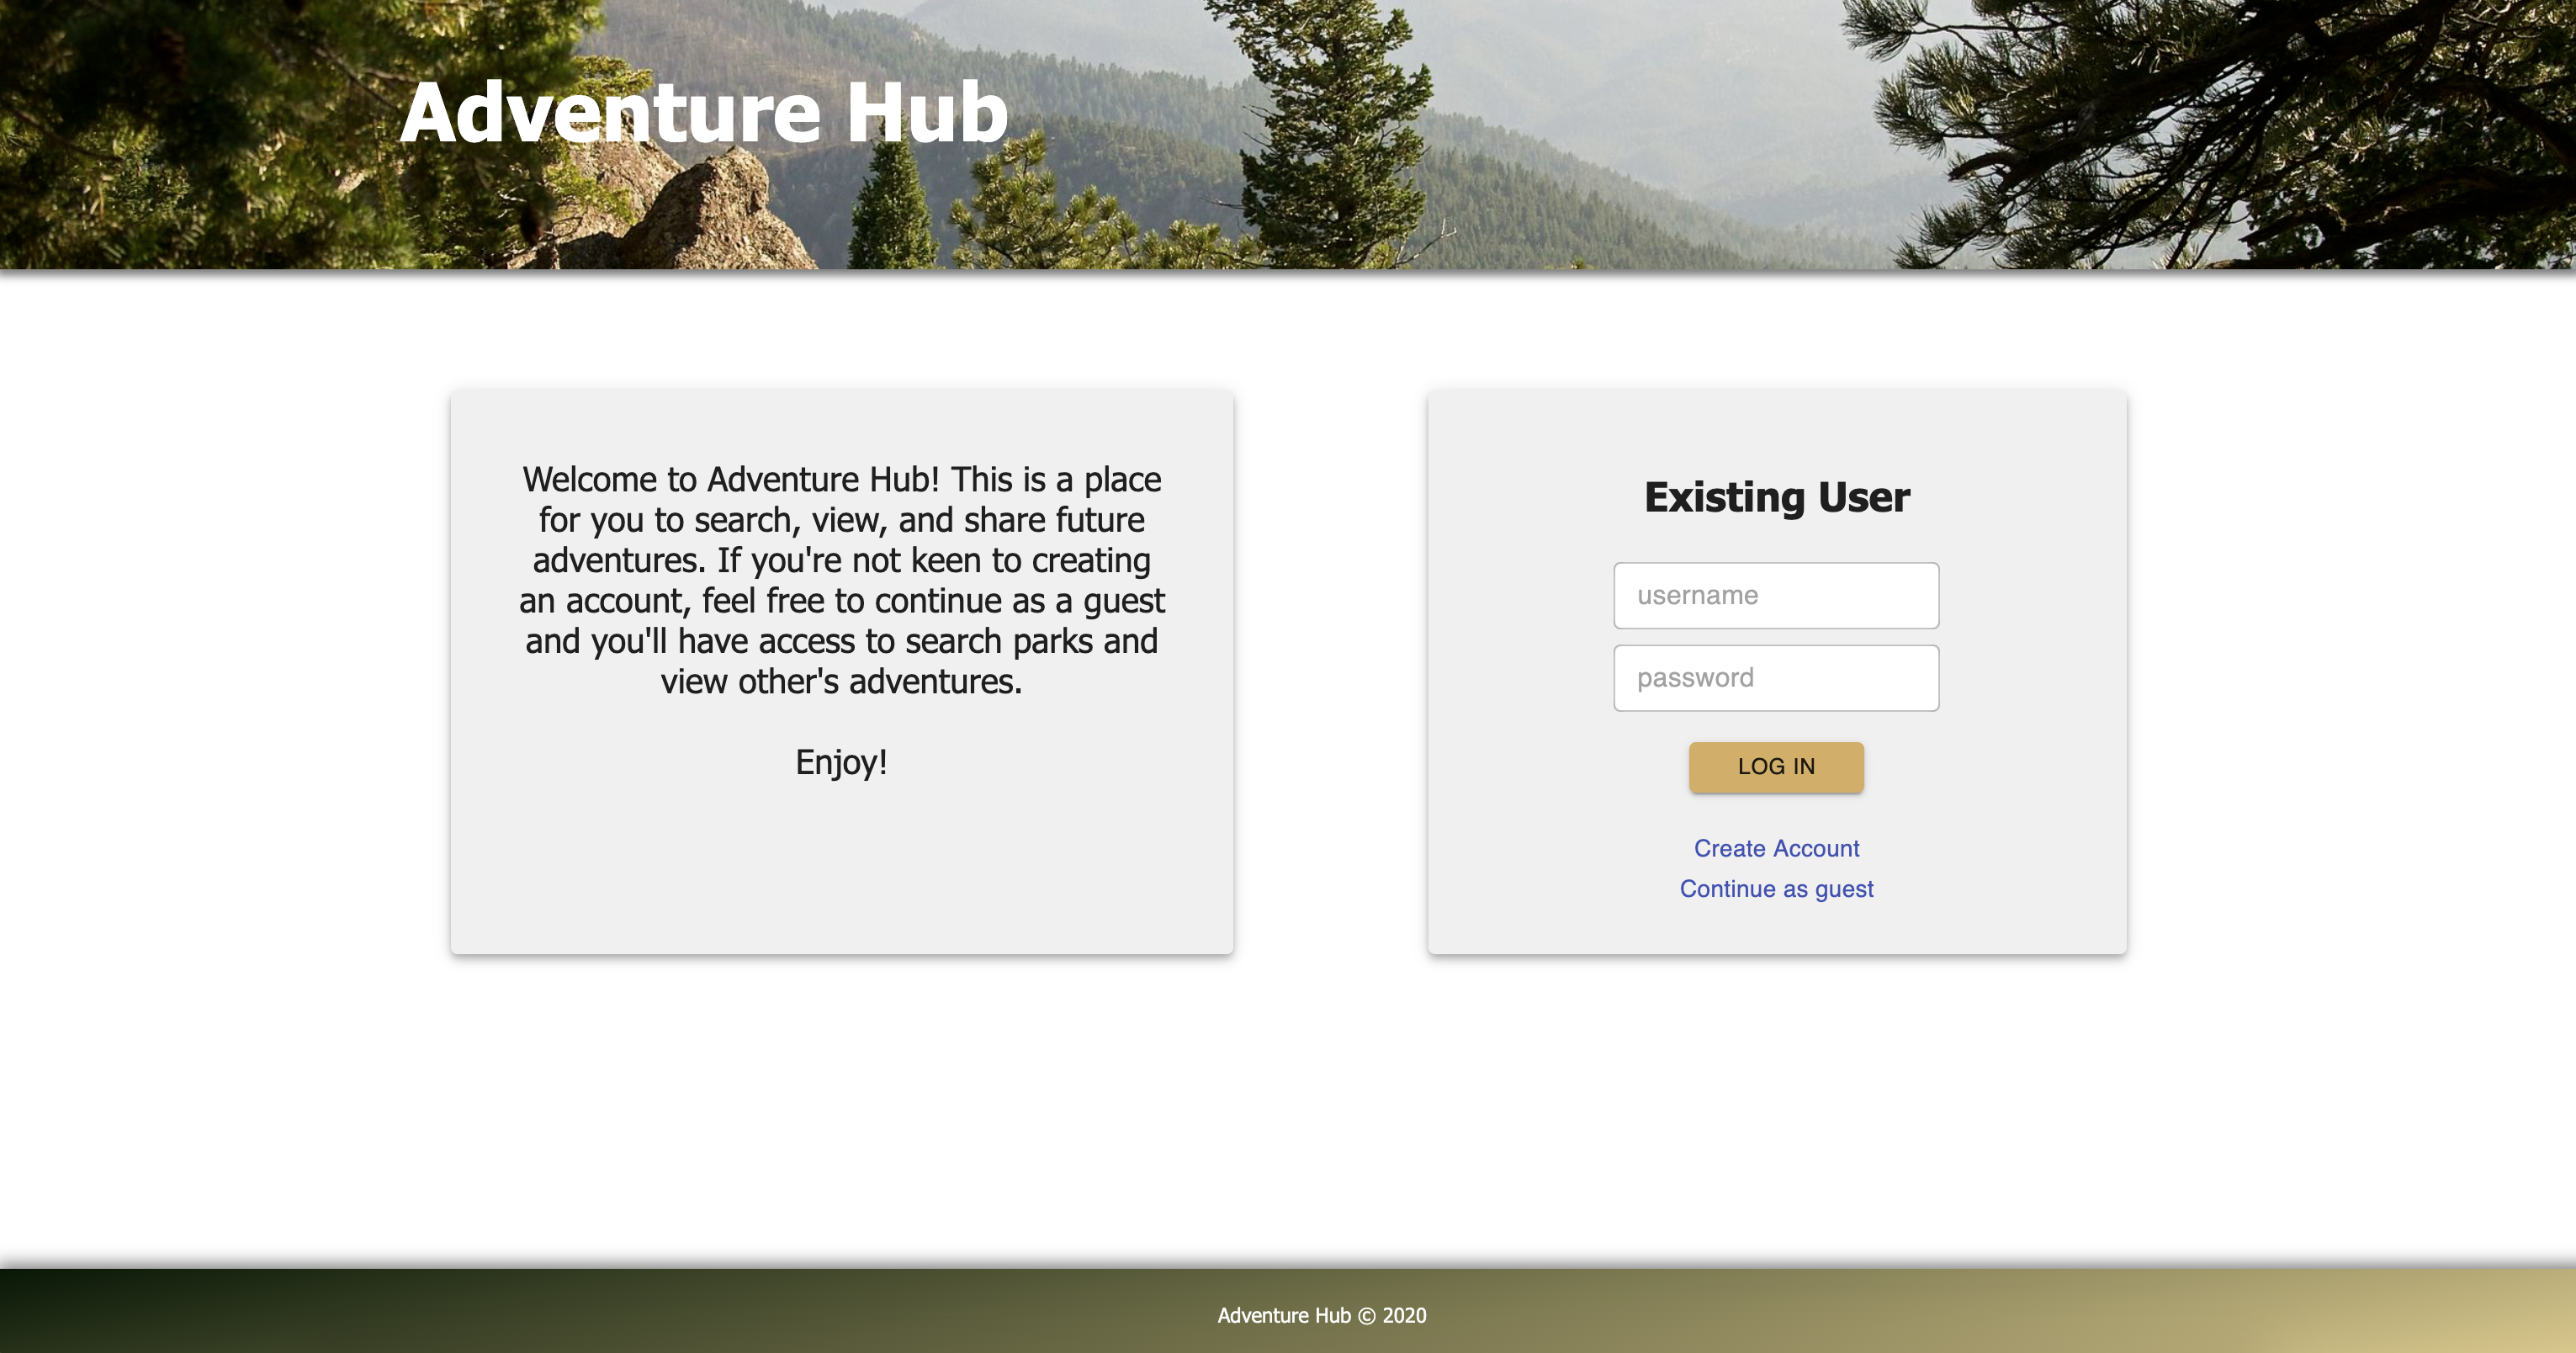 Adventure Hub
Welcome to Adventure Hub! This is a place
for you to search, view, and share future
adventures. If you're not keen to creating
an account, feel free to continue as a guest
and you'll have access to search parks and
view other's adventures.
Enjoy!
Existing User
username
password
LOG IN
Create Account
Continue as guest
Adventure Hub © 2020